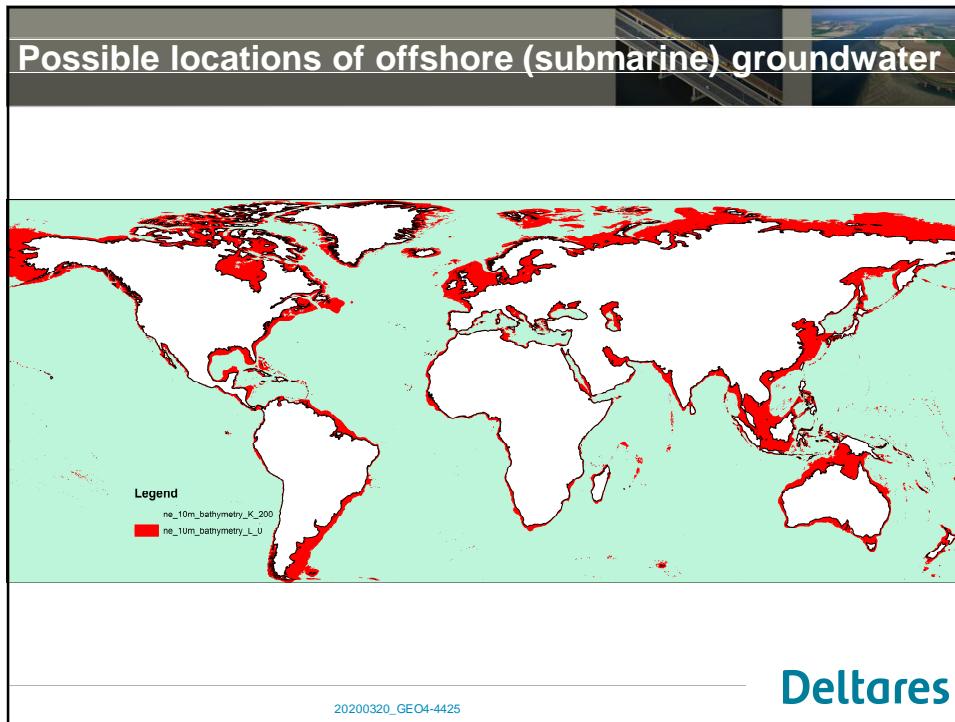 Possible locations of offshore (submarine) groundwater
Legend
ne_10m_bathymetry_K_200
ne_10m_bathymetry_L_0
Deltares
20200320_GEO4-4425